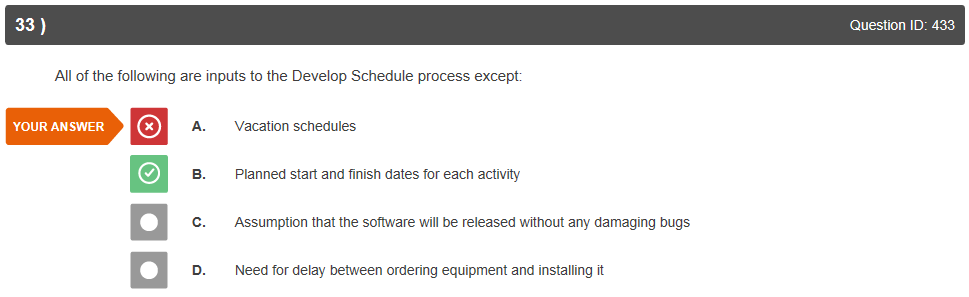 33 ) Question ID: 433
All of the following are inputs to the Develop Schedule process except:
YOUR ANSWER A. Vacation schedules
B. Planned start and finish dates for each activity
C. Assumption that the software will be released without any damaging bugs
D. Need for delay between ordering equipment and installing it